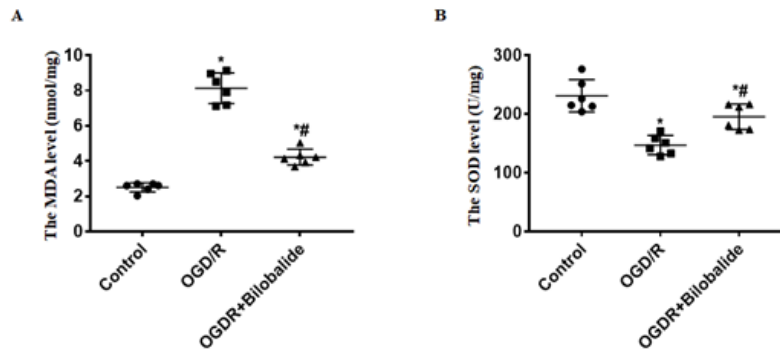 A
The MDA level (nmol/mg)
10
8
6
4
2
0
*
*#
Control
OGD/R
OGDR+Bilobalide
B
The SOD level (U/mg)
300
200
100
0
*
*#
Control
OGD/R
OGDR+Bilobalide